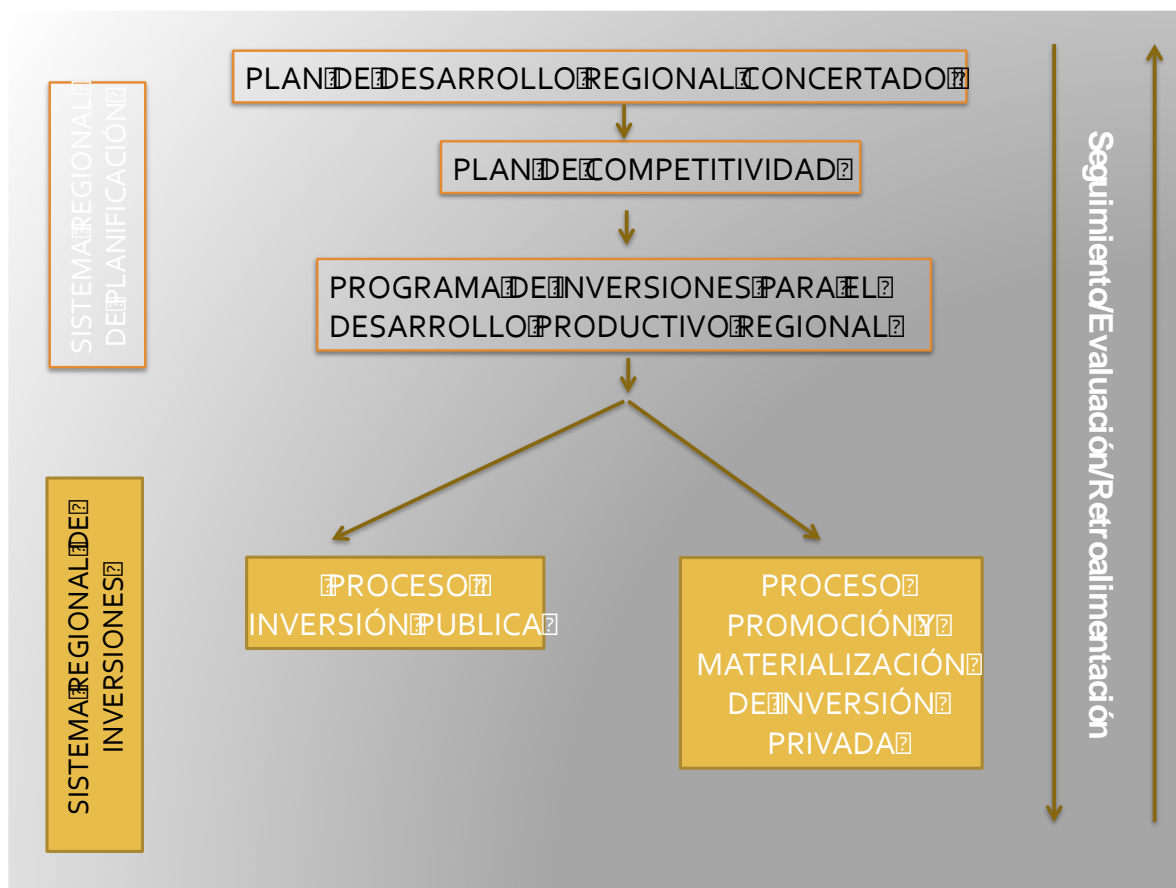 PLAN DE DESARROLLO REGIONAL CONCERTADO
PLAN DE COMPETITIVIDAD
PROGRAMA DE INVERSIONES PARA EL
DESARROLLO PRODUCTIVO REGIONAL
SISTEMA REGIONAL
DE PLANIFICACIÓN
SISTEMA REGIONAL DE
INVERSIONES
PROCESO
INVERSIÓN PUBLICA
PROCESO
PROMOCIÓN Y
MATERIALIZACIÓN
DE INVERSIÓN
PRIVADA
Seguimiento/Evaluación/Retroalimentación